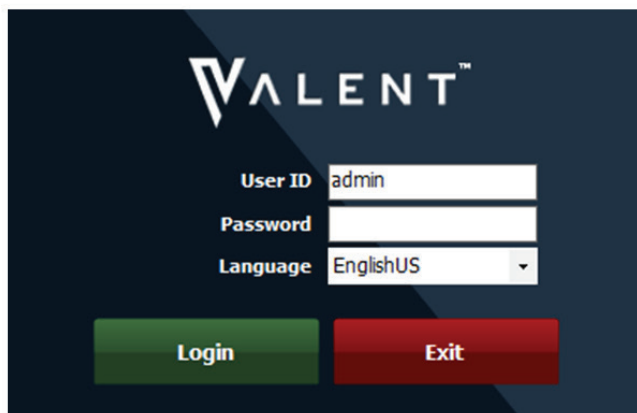 VALENT™
User ID admin
Password
Language EnglishUS
Login Exit